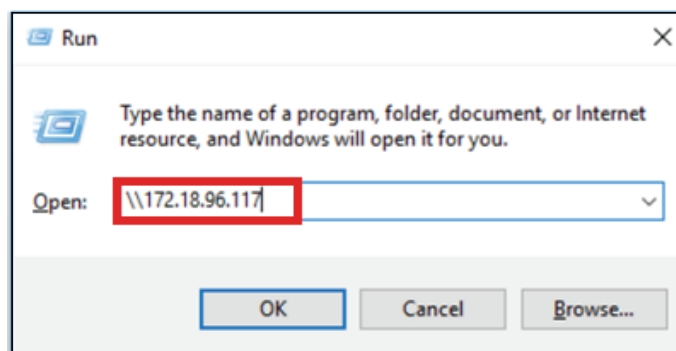 Run
Type the name of a program, folder, document, or Internet
resource, and Windows will open it for you.
Open: \\172.18.96.117
OK Cancel Browse...